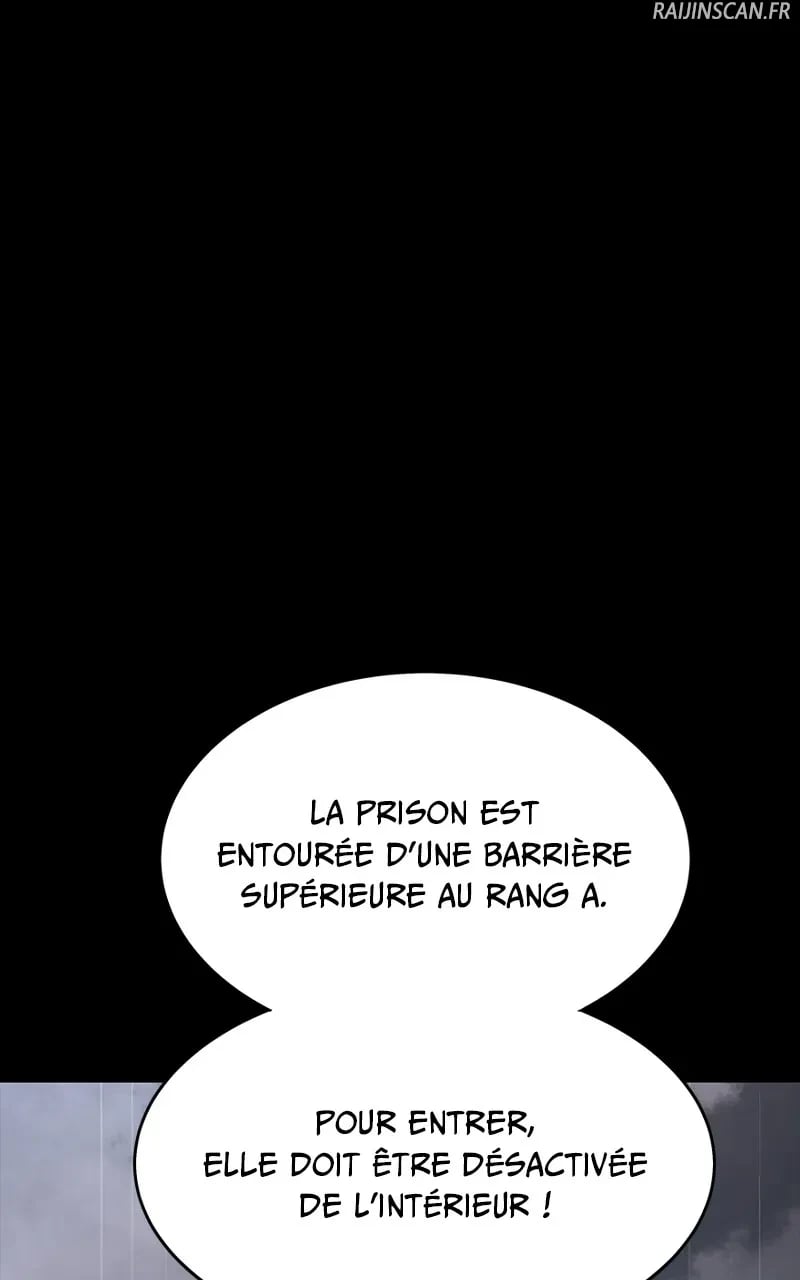 RAIJINSCAN.FR
LA PRISON EST
ENTOURÉE D'UNE BARRIÈRE
SUPÉRIEURE AU RANG A.
POUR ENTRER,
ELLE DOIT ÊTRE DÉSACTIVÉE
DE L'INTÉRIEUR !